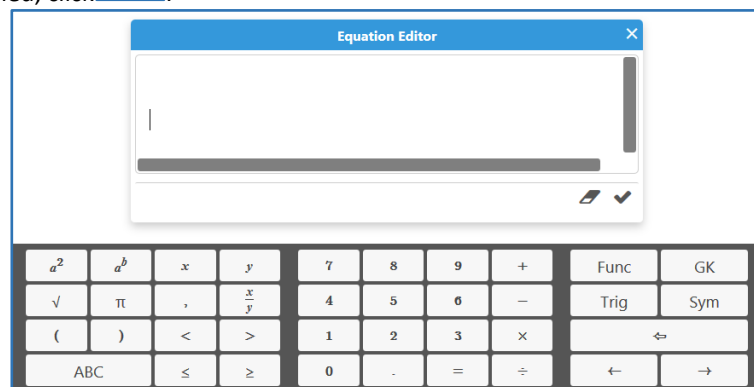 click
Equation Editor ×
a² aᵇ x y 7 8 9 + Func GK
√ π , x/y 4 5 6 − Trig Sym
( ) < > 1 2 3 × ⇦
ABC ≤ ≥ 0 . = ÷ ← →